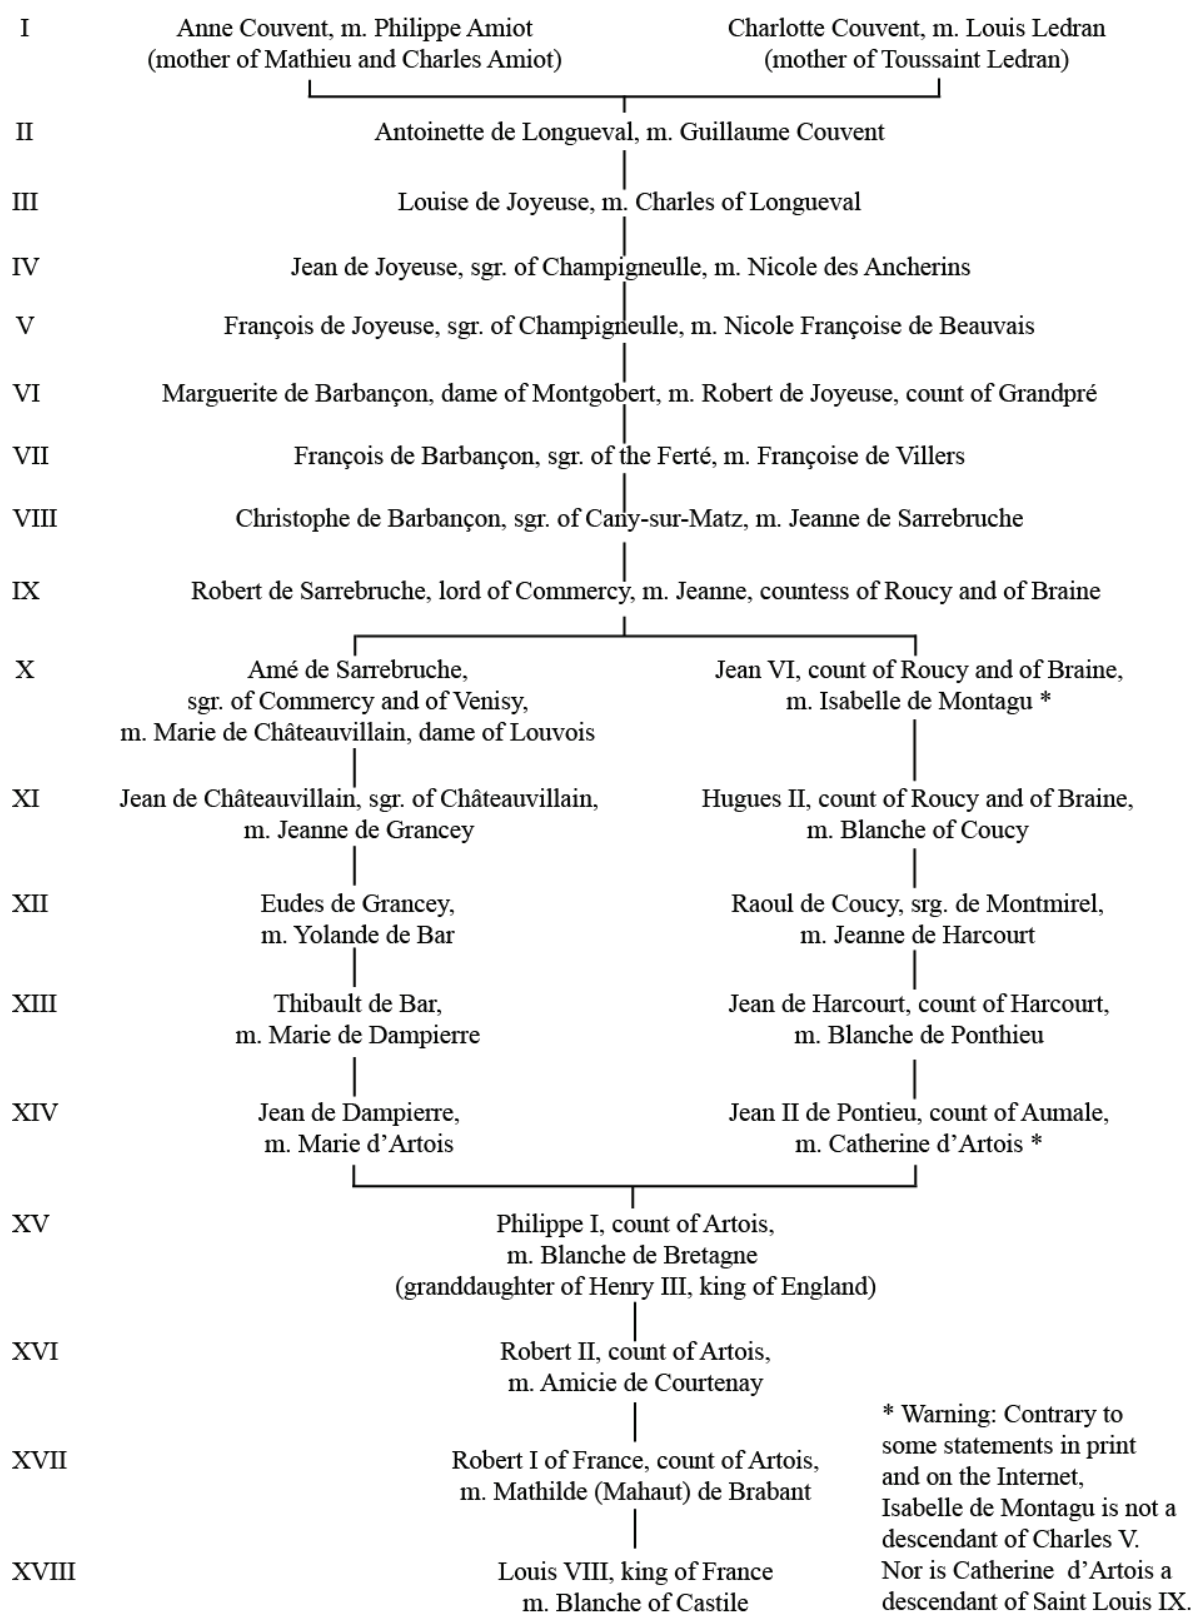 I
Anne Couvent, m. Philippe Amiot
(mother of Mathieu and Charles Amiot)
Charlotte Couvent, m. Louis Ledran
(mother of Toussaint Ledran)
II
Antoinette de Longueval, m. Guillaume Couvent
III
Louise de Joyeuse, m. Charles of Longueval
IV
Jean de Joyeuse, sgr. of Champigneulle, m. Nicole des Ancherins
V
François de Joyeuse, sgr. of Champigneulle, m. Nicole Françoise de Beauvais
VI
Marguerite de Barbançon, dame of Montgobert, m. Robert de Joyeuse, count of Grandpré
VII
François de Barbançon, sgr. of the Ferté, m. Françoise de Villers
VIII
Christophe de Barbançon, sgr. of Cany-sur-Matz, m. Jeanne de Sarrebruche
IX
Robert de Sarrebruche, lord of Commercy, m. Jeanne, countess of Roucy and of Braine
X
Amé de Sarrebruche,
sgr. of Commercy and of Venisy,
m. Marie de Châteauvillain, dame of Louvois
Jean VI, count of Roucy and of Braine,
m. Isabelle de Montagu *
XI
Jean de Châteauvillain, sgr. of Châteauvillain,
m. Jeanne de Grancey
Hugues II, count of Roucy and of Braine,
m. Blanche of Coucy
XII
Eudes de Grancey,
m. Yolande de Bar
Raoul de Coucy, srg. de Montmirel,
m. Jeanne de Harcourt
XIII
Thibault de Bar,
m. Marie de Dampierre
Jean de Harcourt, count of Harcourt,
m. Blanche de Ponthieu
XIV
Jean de Dampierre,
m. Marie d’Artois
Jean II de Pontieu, count of Aumale,
m. Catherine d’Artois *
XV
Philippe I, count of Artois,
m. Blanche de Bretagne
(granddaughter of Henry III, king of England)
XVI
Robert II, count of Artois,
m. Amicie de Courtenay
XVII
Robert I of France, count of Artois,
m. Mathilde (Mahaut) de Brabant
XVIII
Louis VIII, king of France
m. Blanche of Castile
* Warning: Contrary to
some statements in print
and on the Internet,
Isabelle de Montagu is not a
descendant of Charles V.
Nor is Catherine d’Artois a
descendant of Saint Louis IX.